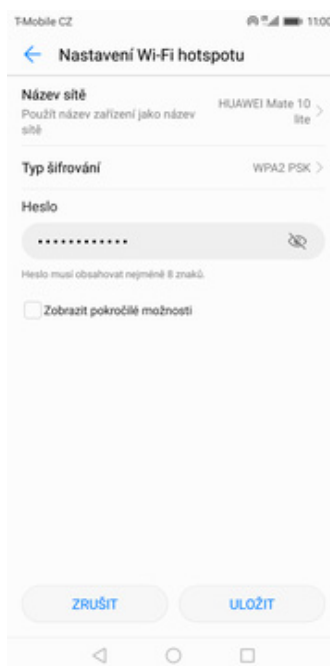 T-Mobile CZ 11:00
Nastavení Wi-Fi hotspotu
Název sítě
Použít název zařízení jako název
sítě
HUAWEI Mate 10
lite
Typ šifrování WPA2 PSK
Heslo
••••••••••••
Heslo musí obsahovat nejméně 8 znaků.
Zobrazit pokročilé možnosti
ZRUŠIT ULOŽIT